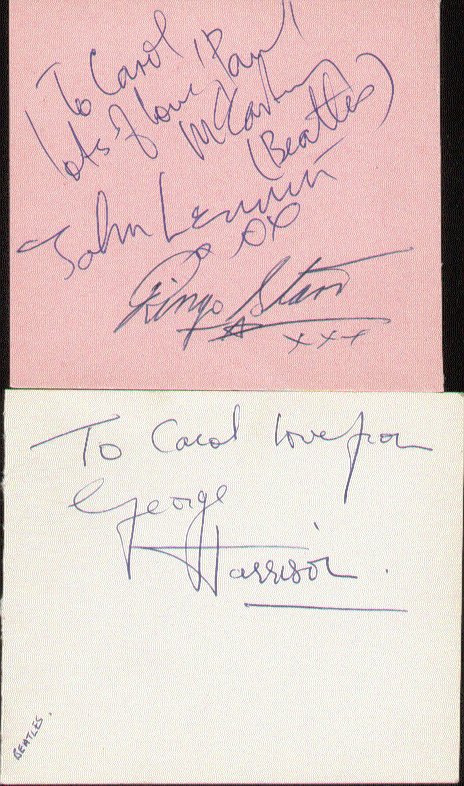 To Carol
lots of love, Paul
McCartney
(Beatles)
John Lennon
xox
Ringo Starr
xxx
To Carol love from
George
Harrison.
BEATLES.